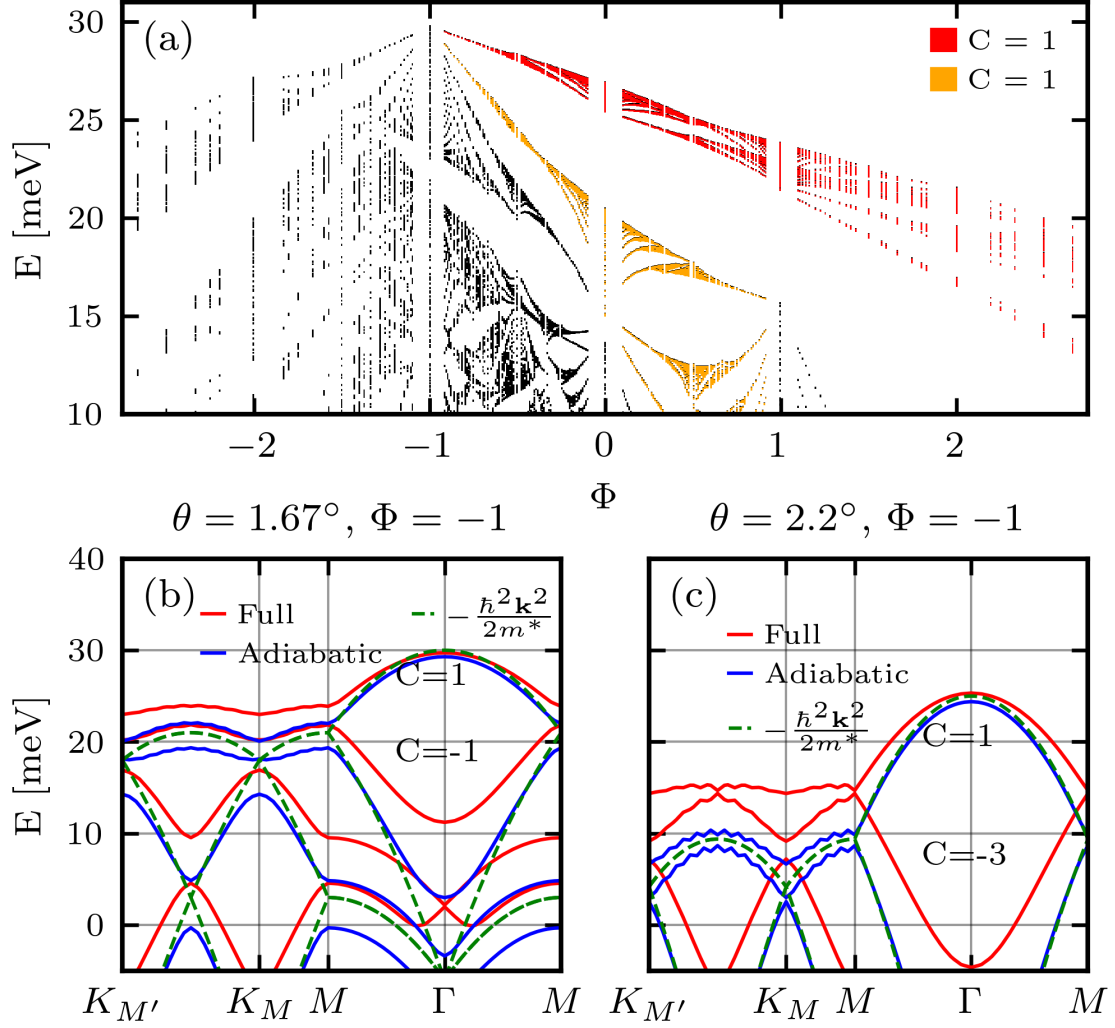 (a)
C = 1
C = 1
E [meV]
30
25
20
15
10
−2 −1 0 1 2
Φ
θ = 1.67°, Φ = −1
θ = 2.2°, Φ = −1
(b)
Full
Adiabatic
−ℏ²k²/2m*
C=1
C=-1
E [meV]
40
30
20
10
0
K_{M'} K_M M Γ M
(c)
Full
Adiabatic
−ℏ²k²/2m*
C=1
C=-3
K_{M'} K_M M Γ M